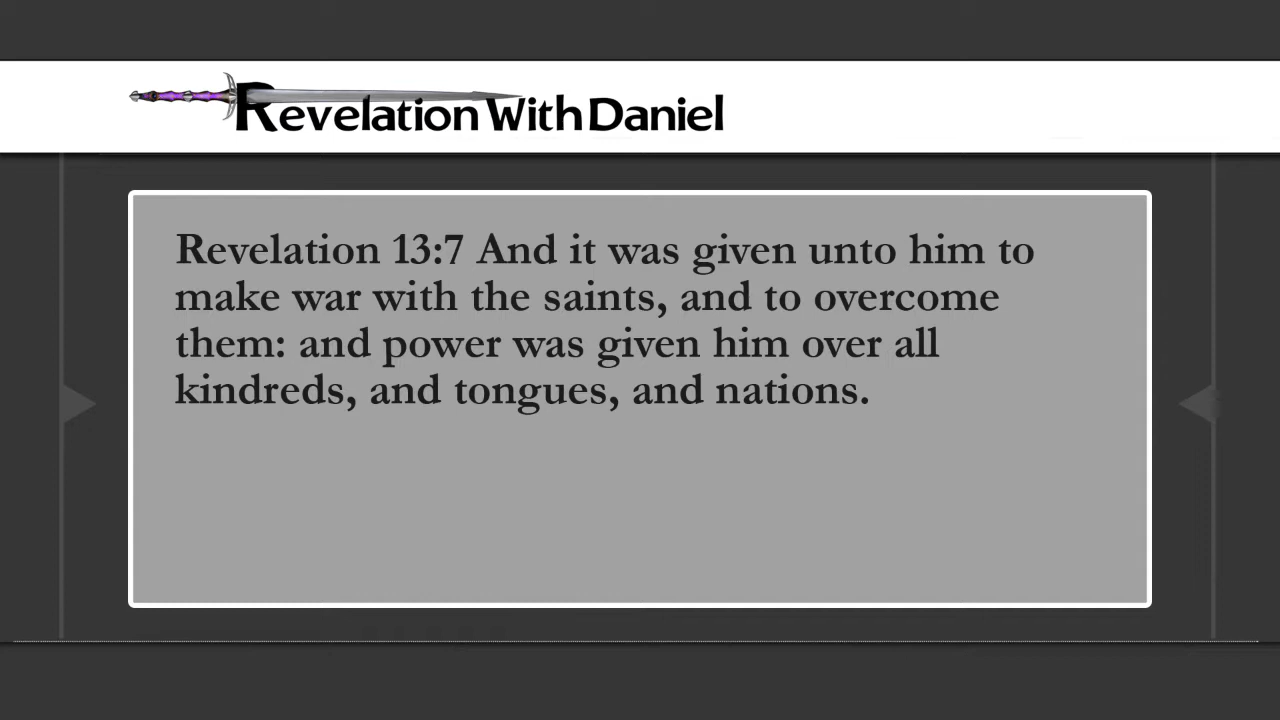 Revelation With Daniel
Revelation 13:7 And it was given unto him to
make war with the saints, and to overcome
them: and power was given him over all
kindreds, and tongues, and nations.